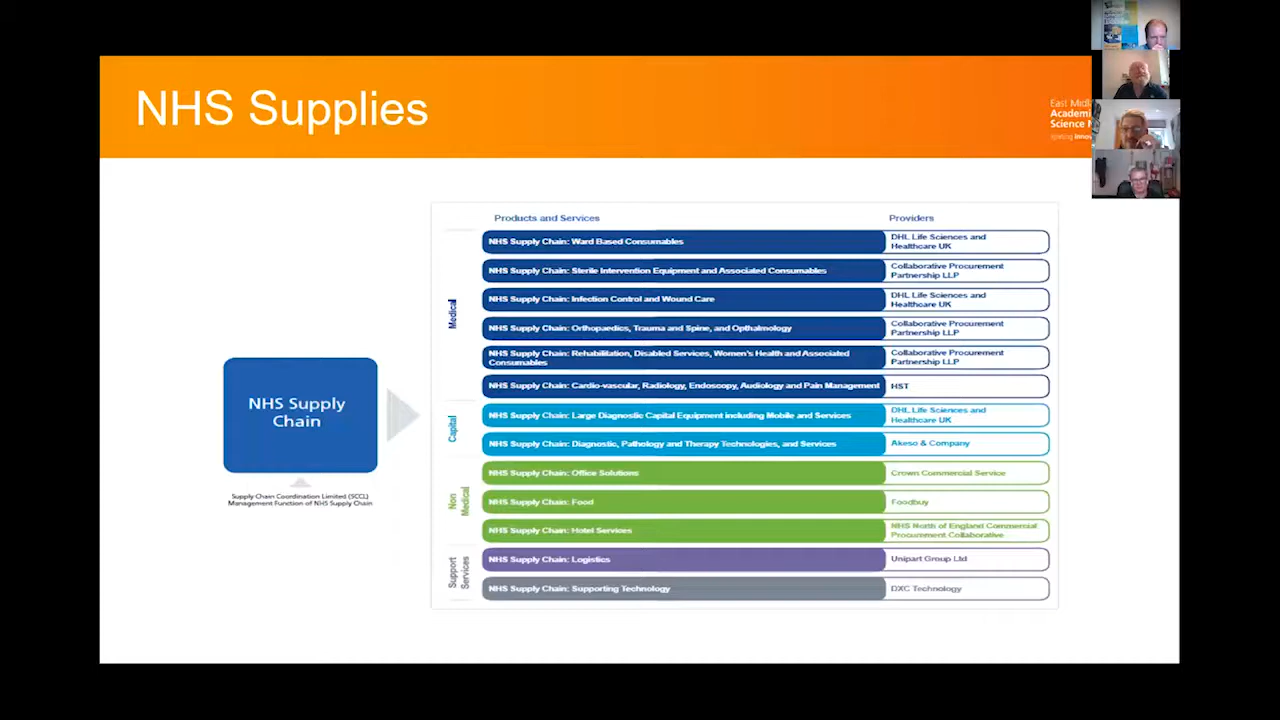 NHS Supplies
East Midl
Academi
Science N
Igniting Innov
Products and Services
Providers
Medical
NHS Supply Chain: Ward Based Consumables
DHL Life Sciences and
Healthcare UK
NHS Supply Chain: Sterile Intervention Equipment and Associated Consumables
Collaborative Procurement
Partnership LLP
NHS Supply Chain: Infection Control and Wound Care
DHL Life Sciences and
Healthcare UK
NHS Supply Chain: Orthopaedics, Trauma and Spine, and Opthalmology
Collaborative Procurement
Partnership LLP
NHS Supply Chain: Rehabilitation, Disabled Services, Women's Health and Associated
Consumables
Collaborative Procurement
Partnership LLP
NHS Supply Chain: Cardio-vascular, Radiology, Endoscopy, Audiology and Pain Management
HST
Capital
NHS Supply Chain: Large Diagnostic Capital Equipment including Mobile and Services
DHL Life Sciences and
Healthcare UK
NHS Supply Chain: Diagnostic, Pathology and Therapy Technologies, and Services
Akeso & Company
Non
Medical
NHS Supply Chain: Office Solutions
Crown Commercial Service
NHS Supply Chain: Food
Foodbuy
NHS Supply Chain: Hotel Services
NHS North of England Commercial
Procurement Collaborative
Support
Services
NHS Supply Chain: Logistics
Unipart Group Ltd
NHS Supply Chain: Supporting Technology
DXC Technology
NHS Supply
Chain
Supply Chain Coordination Limited (SCCL)
Management Function of NHS Supply Chain